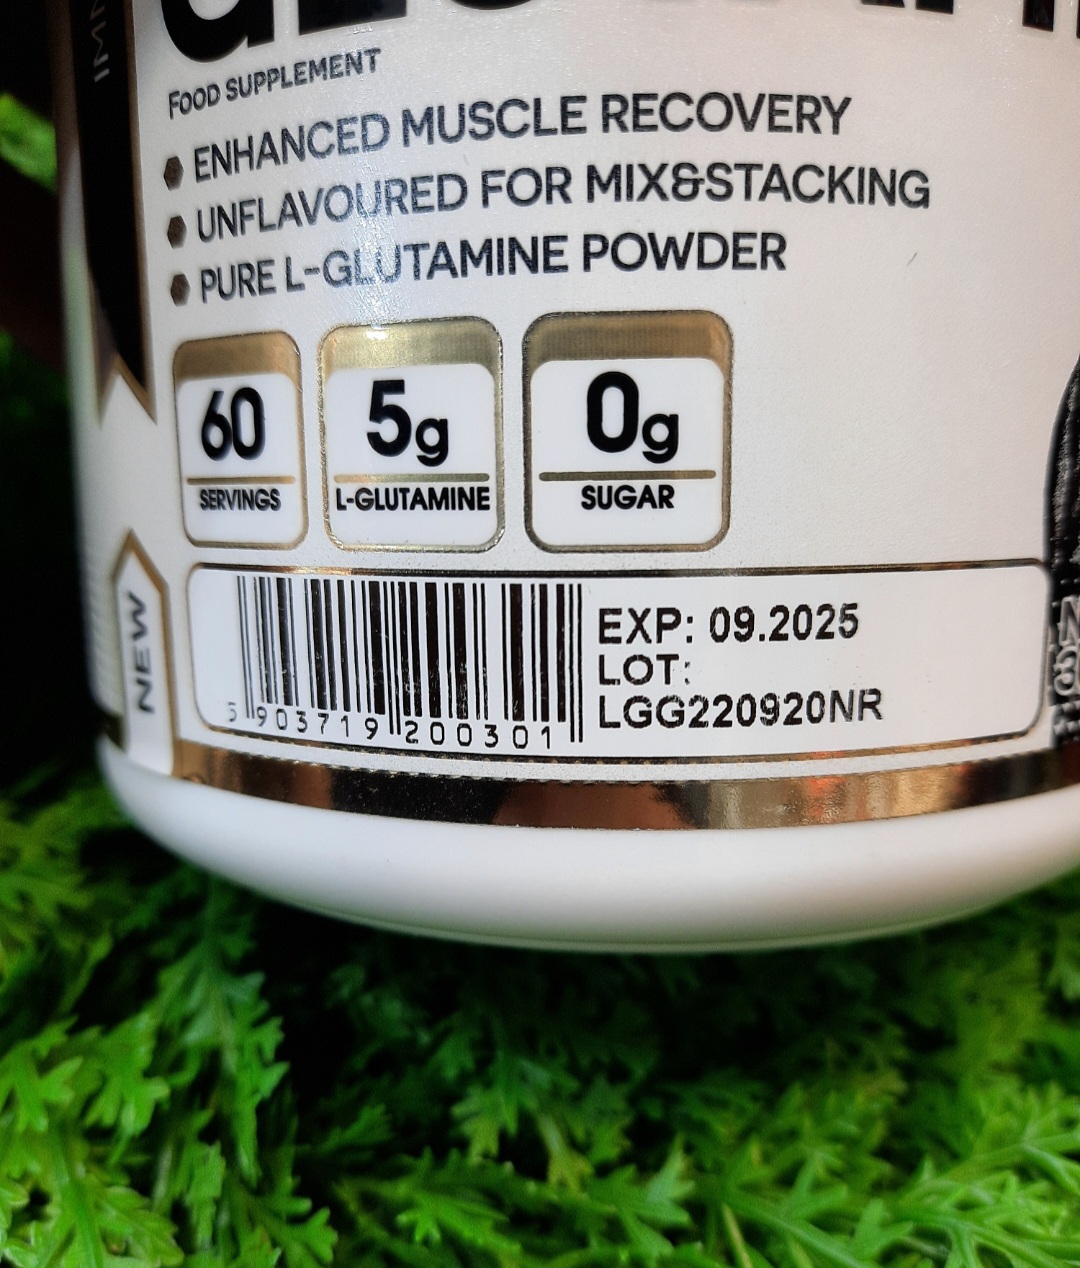 FOOD SUPPLEMENT
ENHANCED MUSCLE RECOVERY
UNFLAVOURED FOR MIX&STACKING
PURE L-GLUTAMINE POWDER
60
SERVINGS
5g
L-GLUTAMINE
0g
SUGAR
NEW
5 903719 200301
EXP: 09.2025
LOT:
LGG220920NR